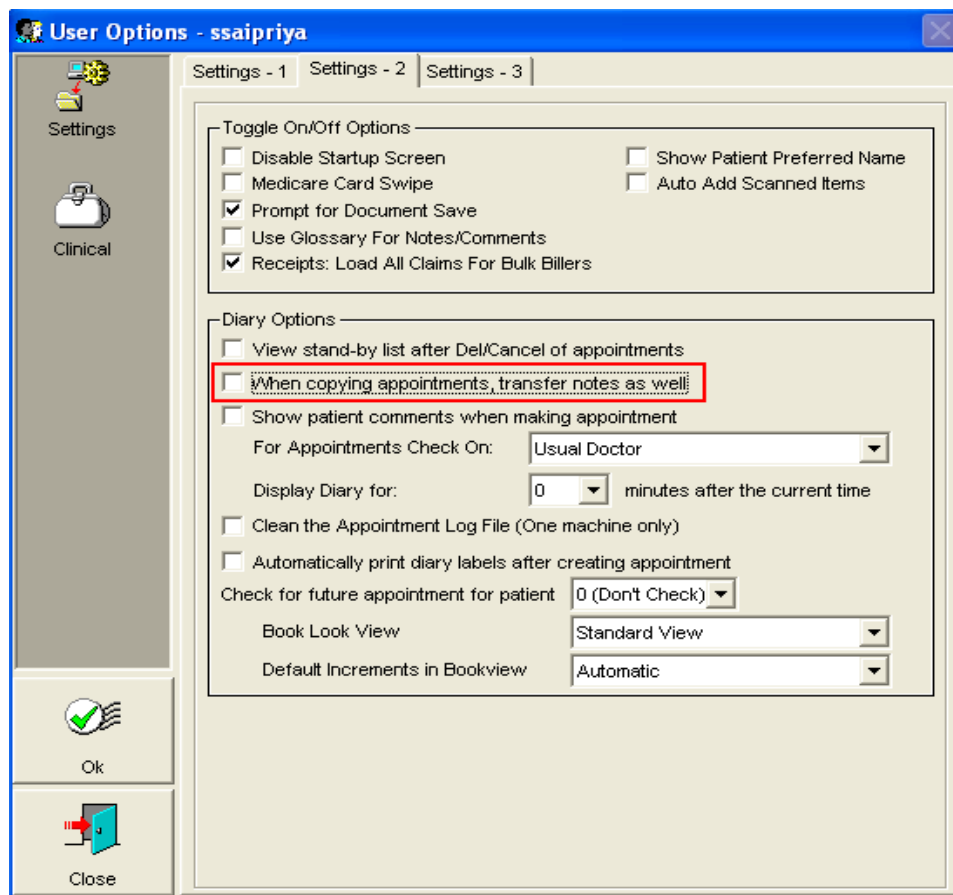 User Options - ssaipriya
Settings
Clinical
Ok
Close
Settings - 1 Settings - 2 Settings - 3
Toggle On/Off Options
Disable Startup Screen Show Patient Preferred Name
Medicare Card Swipe Auto Add Scanned Items
Prompt for Document Save
Use Glossary For Notes/Comments
Receipts: Load All Claims For Bulk Billers
Diary Options
View stand-by list after Del/Cancel of appointments
When copying appointments, transfer notes as well
Show patient comments when making appointment
For Appointments Check On: Usual Doctor
Display Diary for: 0 minutes after the current time
Clean the Appointment Log File (One machine only)
Automatically print diary labels after creating appointment
Check for future appointment for patient 0 (Don't Check)
Book Look View Standard View
Default Increments in Bookview Automatic